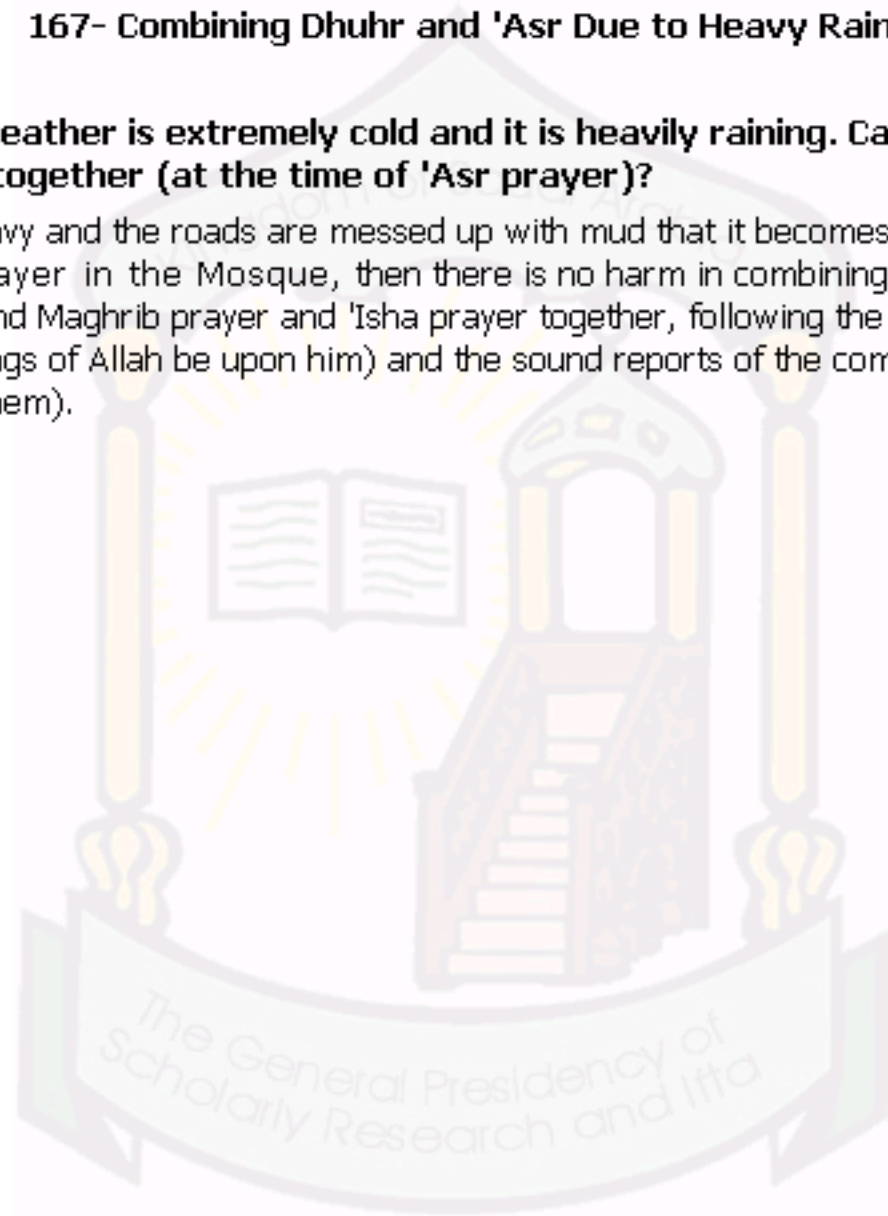 167- Combining Dhuhr and 'Asr Due to Heavy Rain
eather is extremely cold and it is heavily raining. Ca
together (at the time of 'Asr prayer)?
vy and the roads are messed up with mud that it becomes
ayer in the Mosque, then there is no harm in combining
nd Maghrib prayer and 'Isha prayer together, following the
ngs of Allah be upon him) and the sound reports of the com
hem).
Kingdom of Saudi Arabia
The General Presidency of
Scholarly Research and Ifta